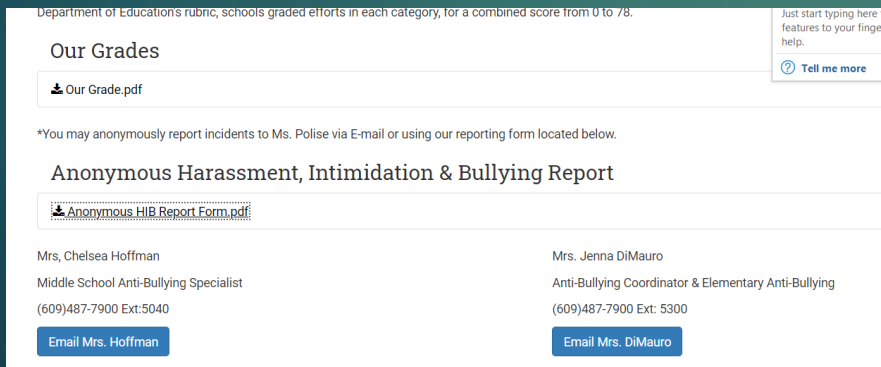 Department of Education's rubric, schools graded efforts in each category, for a combined score from 0 to 78.
Just start typing here
features to your finge
help.
Tell me more
Our Grades
Our Grade.pdf
*You may anonymously report incidents to Ms. Polise via E-mail or using our reporting form located below.
Anonymous Harassment, Intimidation & Bullying Report
Anonymous HIB Report Form.pdf
Mrs, Chelsea Hoffman
Middle School Anti-Bullying Specialist
(609)487-7900 Ext:5040
Email Mrs. Hoffman
Mrs. Jenna DiMauro
Anti-Bullying Coordinator & Elementary Anti-Bullying
(609)487-7900 Ext: 5300
Email Mrs. DiMauro